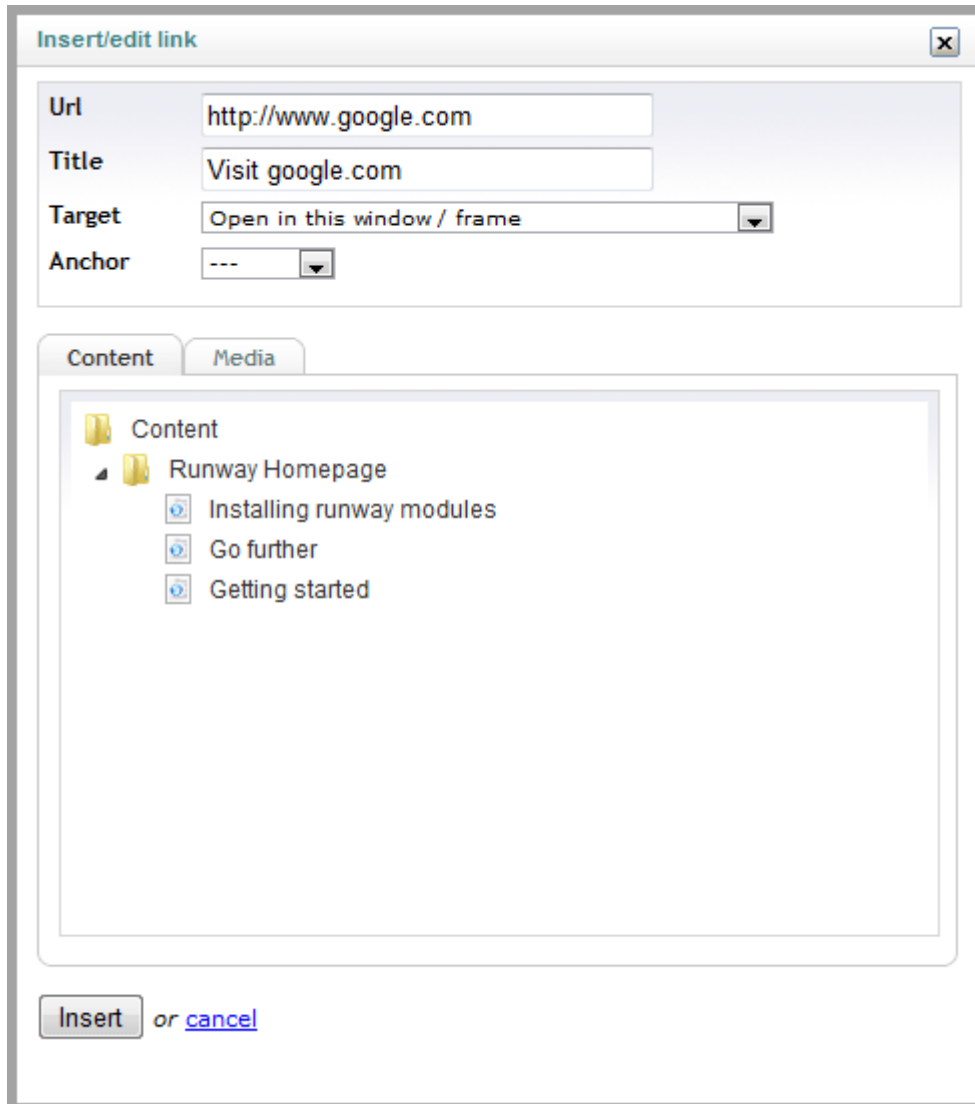 Insert/edit link
Url http://www.google.com
Title Visit google.com
Target Open in this window / frame
Anchor ---
Content Media
Content
Runway Homepage
Installing runway modules
Go further
Getting started
Insert or cancel